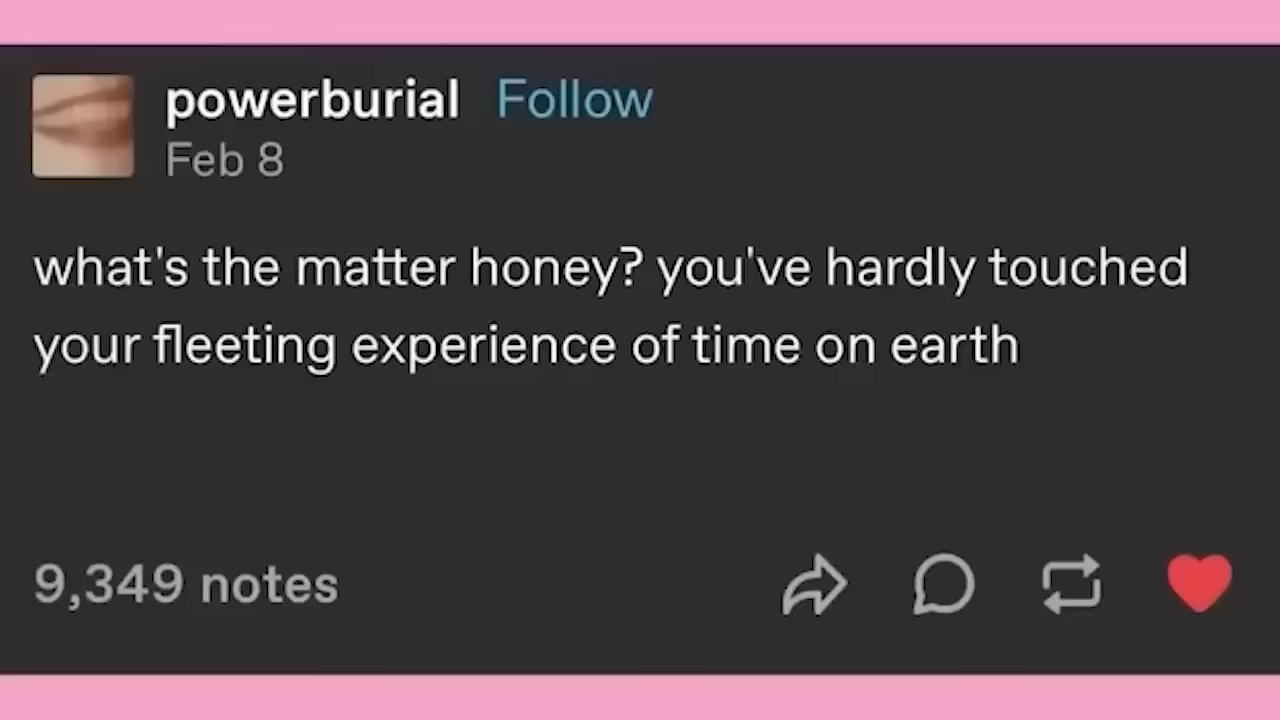 powerburial Follow
Feb 8
what's the matter honey? you've hardly touched
your fleeting experience of time on earth
9,349 notes